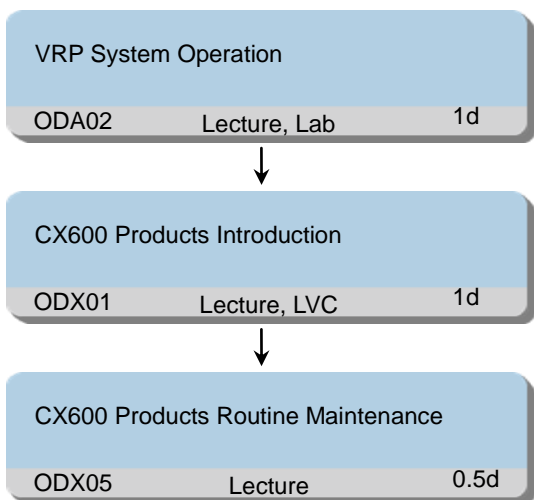 VRP System Operation
ODA02 Lecture, Lab 1d
CX600 Products Introduction
ODX01 Lecture, LVC 1d
CX600 Products Routine Maintenance
ODX05 Lecture 0.5d